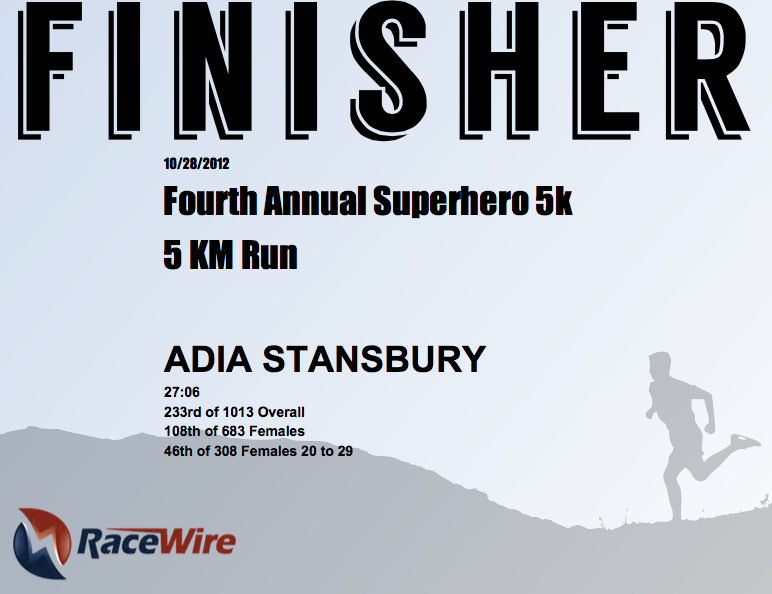 FINISHER
10/28/2012
Fourth Annual Superhero 5k
5 KM Run
ADIA STANSBURY
27:06
233rd of 1013 Overall
108th of 683 Females
46th of 308 Females 20 to 29
RaceWire